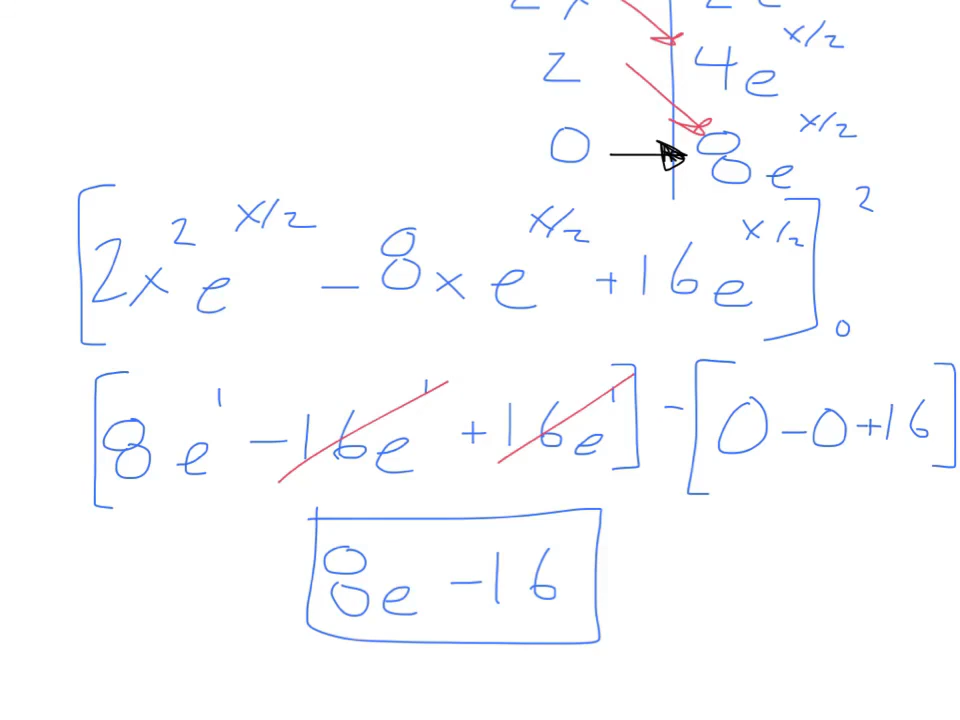 2 4e^{x/2}
0 → 8e^{x/2}
[2x^2 e^{x/2} - 8xe^{x/2} + 16e^{x/2}]_0^2
[8e^1 - 16e^1 + 16e^1] - [0 - 0 + 16]
8e - 16